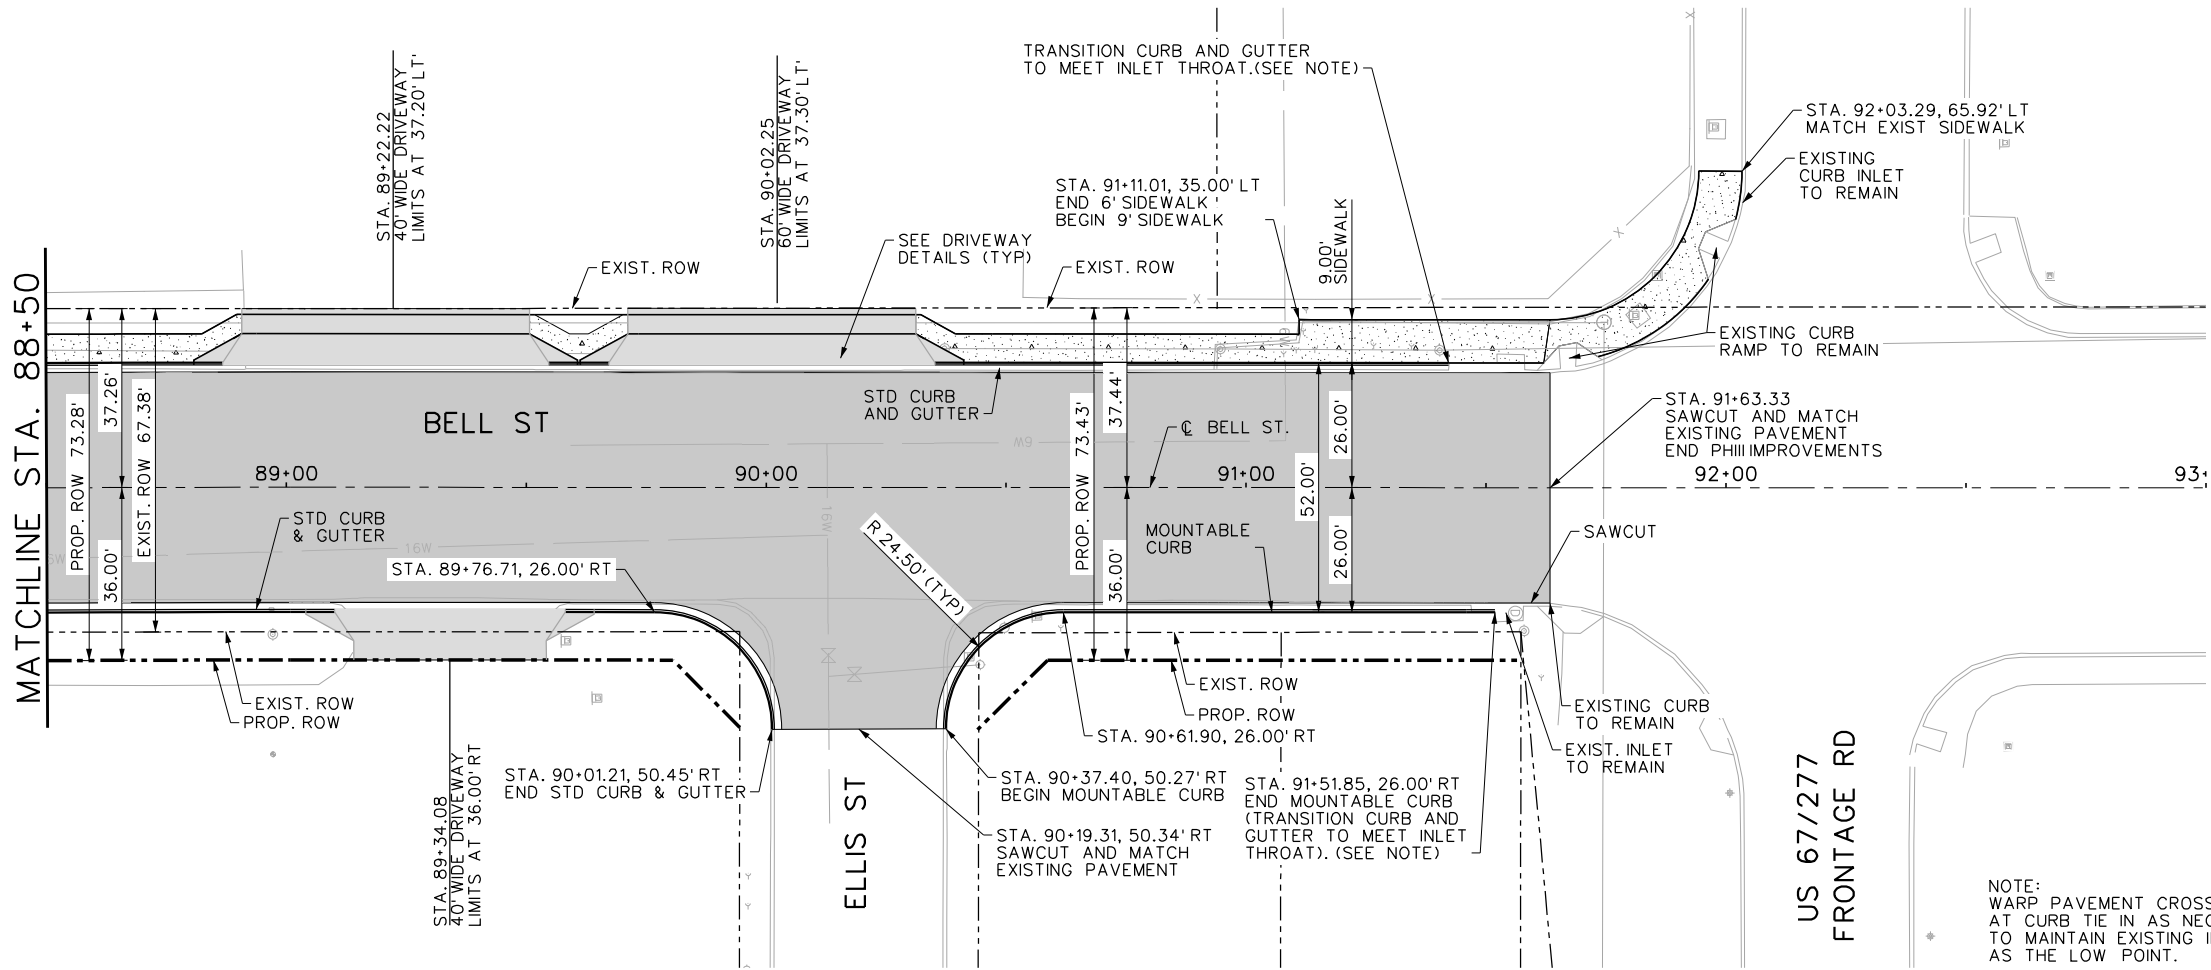 TRANSITION CURB AND GUTTER
TO MEET INLET THROAT.(SEE NOTE)
STA. 89+22.22
40' WIDE DRIVEWAY
LIMITS AT 37.20' LT'
STA. 90+02.25
60' WIDE DRIVEWAY
LIMITS AT 37.30' LT'
STA. 92+03.29, 65.92' LT
MATCH EXIST SIDEWALK
EXISTING
CURB INLET
TO REMAIN
STA. 91+11.01, 35.00' LT
END 6' SIDEWALK
BEGIN 9' SIDEWALK
9.00'
SIDEWALK
SEE DRIVEWAY
DETAILS (TYP)
EXIST. ROW
EXIST. ROW
MATCHLINE STA. 88+50
EXISTING CURB
RAMP TO REMAIN
PROP. ROW 73.28'
37.26'
36.00'
EXIST. ROW 67.38'
BELL ST
STD CURB
AND GUTTER
PROP. ROW 73.43'
37.44'
36.00'
℄ BELL ST.
52.00'
26.00'
26.00'
STA. 91+63.33
SAWCUT AND MATCH
EXISTING PAVEMENT
END PHIII IMPROVEMENTS
6W
6W
89+00
90+00
91+00
92+00
93+
STD CURB
& GUTTER
16W
16W
6W
STA. 89+76.71, 26.00' RT
R 24.50' (TYP)
MOUNTABLE
CURB
SAWCUT
EXIST. ROW
PROP. ROW
EXIST. ROW
PROP. ROW
STA. 90+61.90, 26.00' RT
EXISTING CURB
TO REMAIN
EXIST. INLET
TO REMAIN
STA. 89+34.08
40' WIDE DRIVEWAY
LIMITS AT 36.00' RT
STA. 90+01.21, 50.45' RT
END STD CURB & GUTTER
ELLIS ST
STA. 90+37.40, 50.27' RT
BEGIN MOUNTABLE CURB
STA. 90+19.31, 50.34' RT
SAWCUT AND MATCH
EXISTING PAVEMENT
STA. 91+51.85, 26.00' RT
END MOUNTABLE CURB
(TRANSITION CURB AND
GUTTER TO MEET INLET
THROAT). (SEE NOTE)
US 67/277
FRONTAGE RD
NOTE:
WARP PAVEMENT CROSS
AT CURB TIE IN AS NEC
TO MAINTAIN EXISTING I
AS THE LOW POINT.